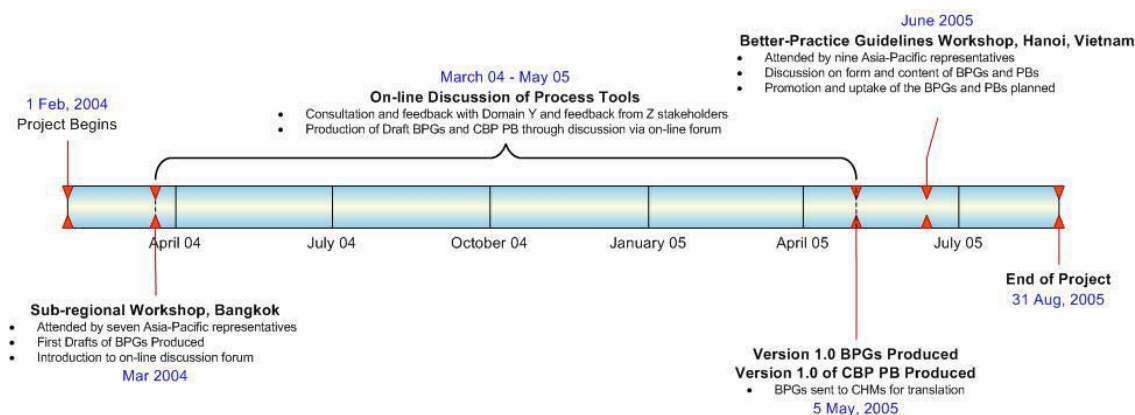 June 2005
Better-Practice Guidelines Workshop, Hanoi, Vietnam
• Attended by nine Asia-Pacific representatives
• Discussion on form and content of BPGs and PBs
• Promotion and uptake of the BPGs and PBs planned
March 04 - May 05
On-line Discussion of Process Tools
• Consultation and feedback with Domain Y and feedback from Z stakeholders
• Production of Draft BPGs and CBP PB through discussion via on-line forum
1 Feb, 2004
Project Begins
April 04
July 04
October 04
January 05
April 05
July 05
Sub-regional Workshop, Bangkok
• Attended by seven Asia-Pacific representatives
• First Drafts of BPGs Produced
• Introduction to on-line discussion forum
Mar 2004
Version 1.0 BPGs Produced
Version 1.0 of CBP PB Produced
• BPGs sent to CHMs for translation
5 May, 2005
End of Project
31 Aug, 2005